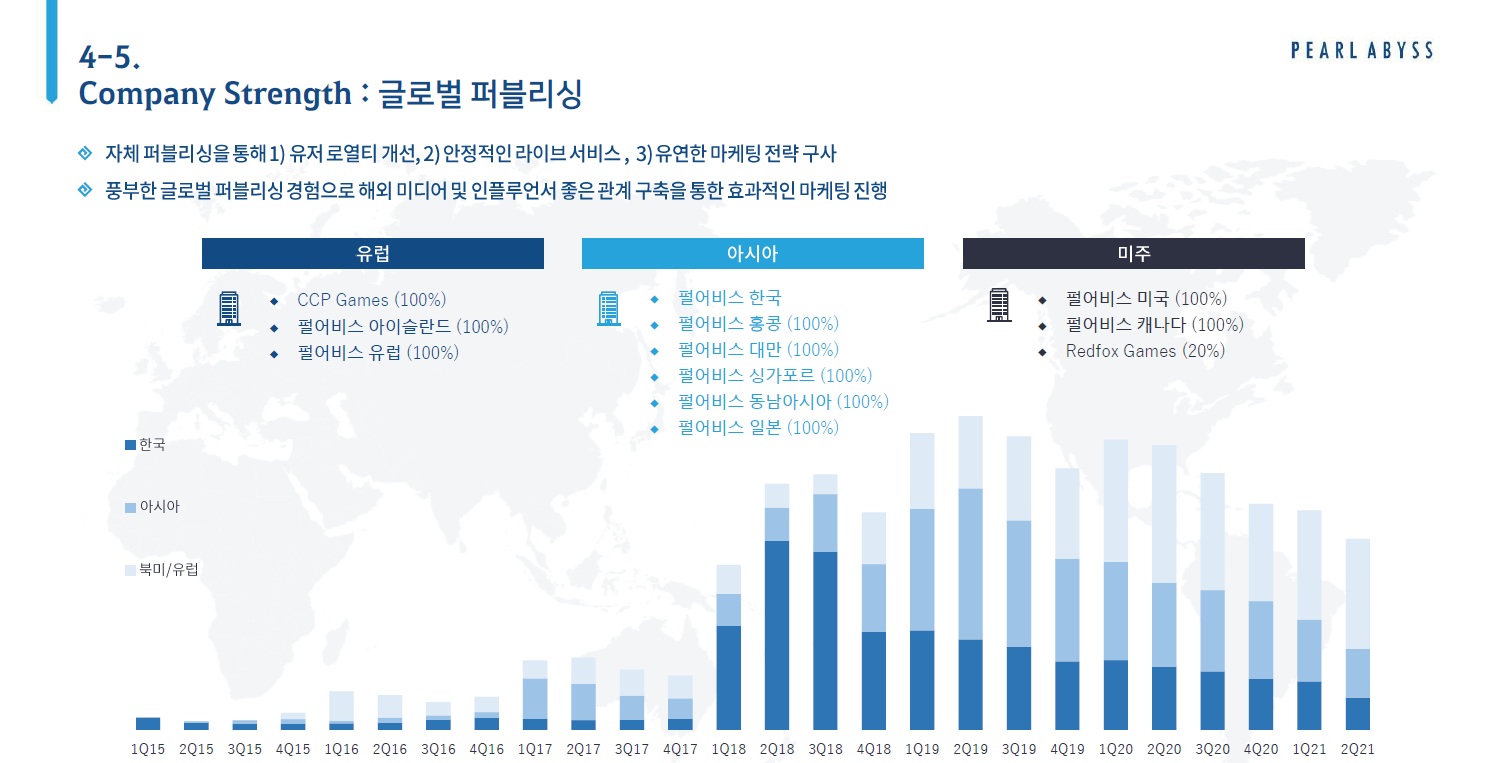 4-5.
Company Strength : 글로벌 퍼블리싱
PEARL ABYSS
자체 퍼블리싱을 통해 1) 유저 로열티 개선, 2) 안정적인 라이브 서비스 , 3) 유연한 마케팅 전략 구사
풍부한 글로벌 퍼블리싱 경험으로 해외 미디어 및 인플루언서 좋은 관계 구축을 통한 효과적인 마케팅 진행
유럽
CCP Games (100%)
펄어비스 아이슬란드 (100%)
펄어비스 유럽 (100%)
아시아
펄어비스 한국
펄어비스 홍콩 (100%)
펄어비스 대만 (100%)
펄어비스 싱가포르 (100%)
펄어비스 동남아시아 (100%)
펄어비스 일본 (100%)
미주
펄어비스 미국 (100%)
펄어비스 캐나다 (100%)
Redfox Games (20%)
한국
아시아
북미/유럽
1Q15 2Q15 3Q15 4Q15 1Q16 2Q16 3Q16 4Q16 1Q17 2Q17 3Q17 4Q17 1Q18 2Q18 3Q18 4Q18 1Q19 2Q19 3Q19 4Q19 1Q20 2Q20 3Q20 4Q20 1Q21 2Q21